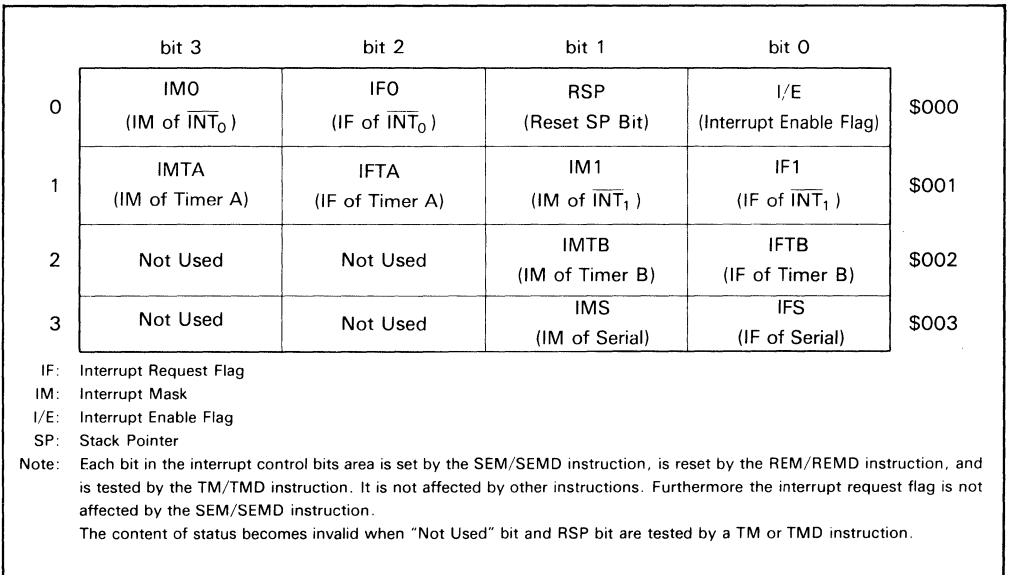 bit 3 bit 2 bit 1 bit 0
0 IM0 IF0 RSP I/E $000
(IM of INT0) (IF of INT0) (Reset SP Bit) (Interrupt Enable Flag)
1 IMTA IFTA IM1 IF1 $001
(IM of Timer A) (IF of Timer A) (IM of INT1) (IF of INT1)
2 Not Used Not Used IMTB IFTB $002
(IM of Timer B) (IF of Timer B)
3 Not Used Not Used IMS IFS $003
(IM of Serial) (IF of Serial)
IF: Interrupt Request Flag
IM: Interrupt Mask
I/E: Interrupt Enable Flag
SP: Stack Pointer
Note: Each bit in the interrupt control bits area is set by the SEM/SEMD instruction, is reset by the REM/REMD instruction, and
is tested by the TM/TMD instruction. It is not affected by other instructions. Furthermore the interrupt request flag is not
affected by the SEM/SEMD instruction.
The content of status becomes invalid when "Not Used" bit and RSP bit are tested by a TM or TMD instruction.